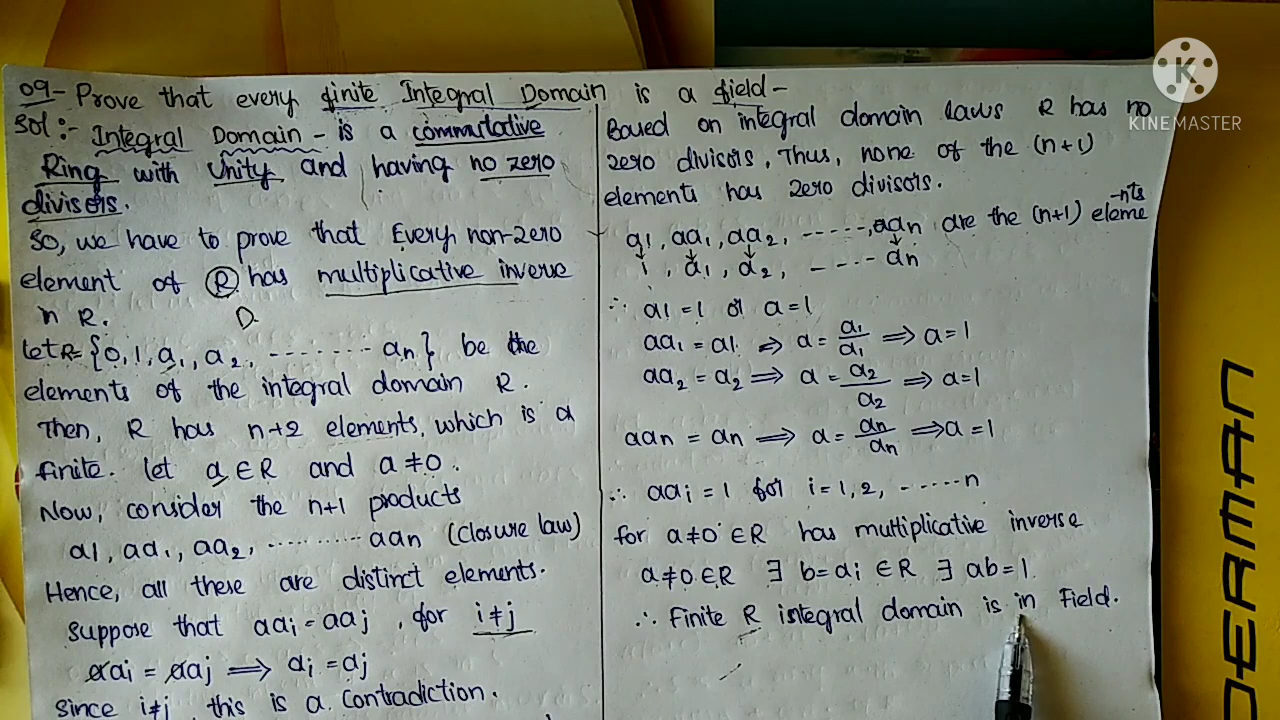 09- Prove that every finite Integral Domain is a field-
Sol:- Integral Domain - is a commutative
Ring with Unity and having no zero
divisors.
So, we have to prove that Every non-zero
element of R has multiplicative inverse
n R. D
let R= {0, 1, a1, a2, ------- an} be the
elements of the integral domain R.
Then, R has n+2 elements, which is a
finite. let a ∈ R and a ≠ 0.
Now, consider the n+1 products
a1, aa1, aa2, .......... aan (closure law)
Hence, all these are distinct elements.
Suppose that aai = aaj, for i≠j
aai = aaj ⟹ ai = aj
Since i≠j this is a contradiction.
Based on integral domain laws R has no
zero divisors, Thus, none of the (n+1)
elements has zero divisors.
a1, aa1, aa2, ------, aan are the (n+1) eleme-nts
1, a1, a2, - --- an
∴ a1 = 1 or a = 1
aa1 = a1 ⟹ a = a1/a1 ⟹ a = 1
aa2 = a2 ⟹ a = a2/a2 ⟹ a = 1
aan = an ⟹ a = an/an ⟹ a = 1
∴ aai = 1 for i = 1, 2, ------n
for a≠0 ∈R has multiplicative inverse
a≠0 ∈R ∃ b = ai ∈ R ∃ ab = 1.
∴ Finite R integral domain is in Field.
K
KINEMASTER
DERMAN